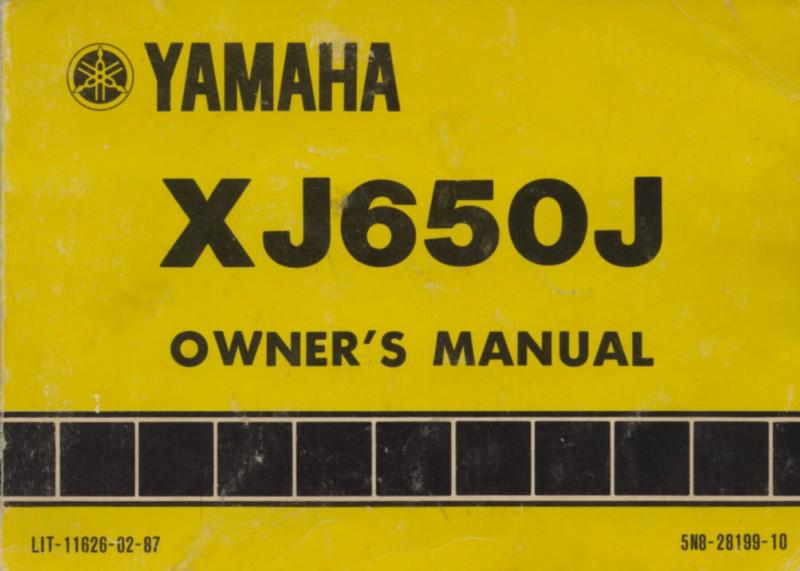 YAMAHA
XJ650J
OWNER'S MANUAL
LIT-11626-02-87
5N8-28199-10